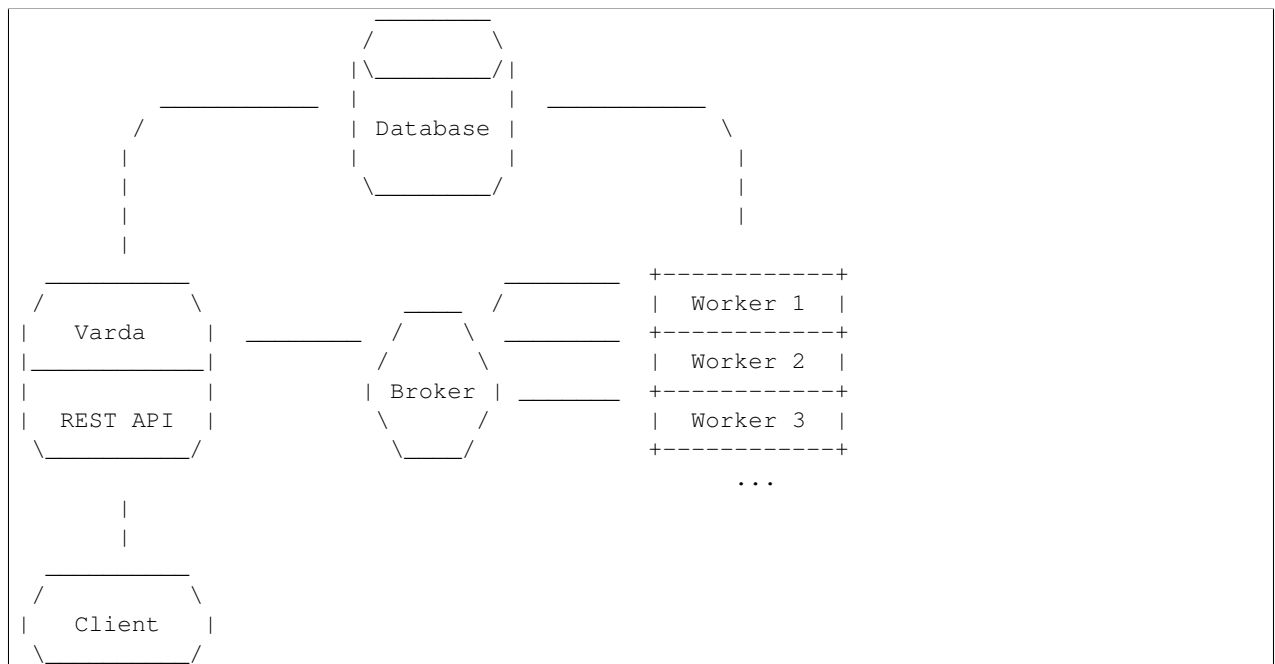 Database
Worker 1
Varda
Worker 2
Broker
REST API
Worker 3
...
Client